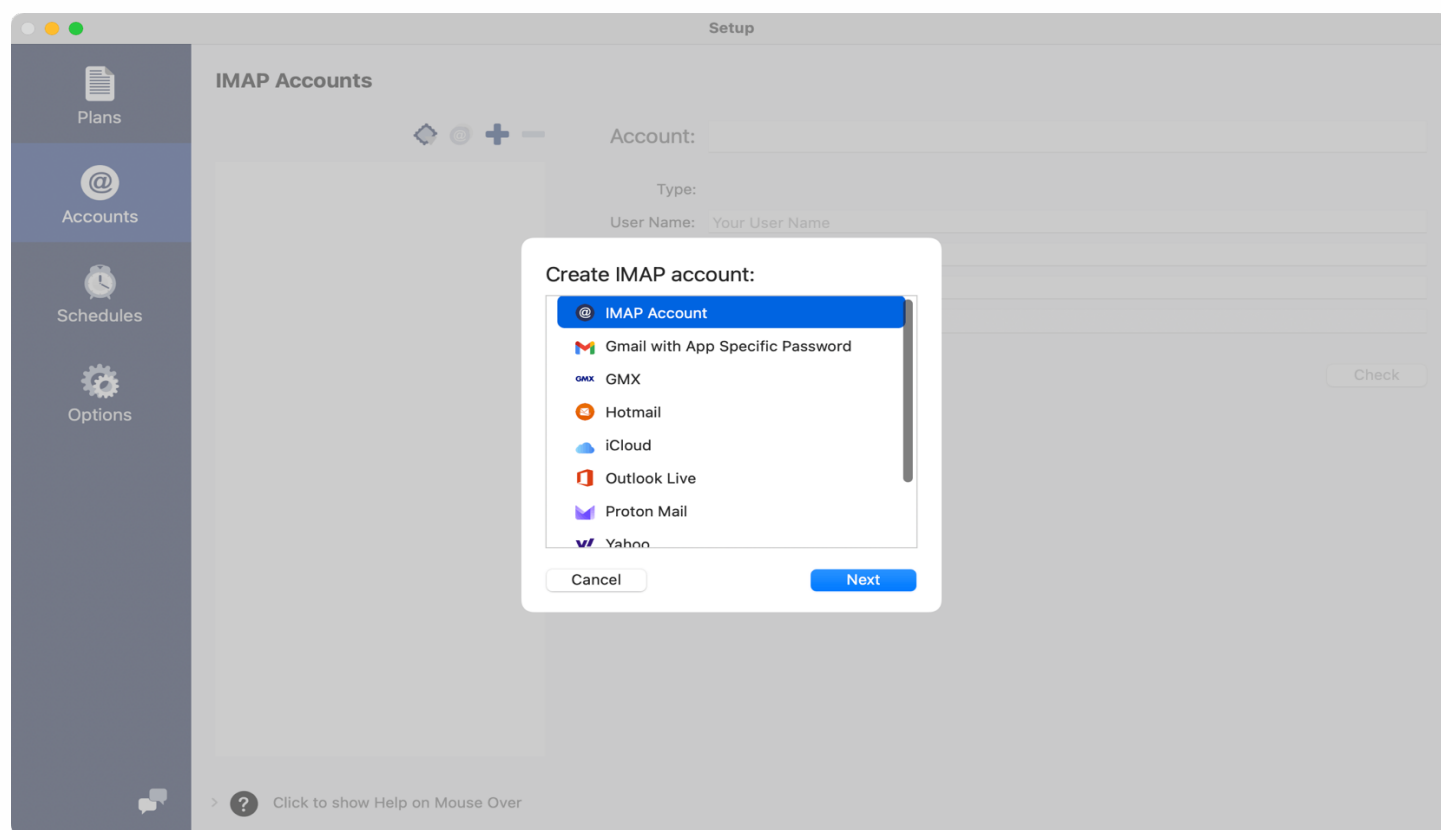 Setup
Plans
Accounts
Schedules
Options
IMAP Accounts
Account:
Type:
User Name: Your User Name
Check
Create IMAP account:
@ IMAP Account
Gmail with App Specific Password
GMX GMX
Hotmail
iCloud
Outlook Live
Proton Mail
Yahoo
Cancel Next
? Click to show Help on Mouse Over